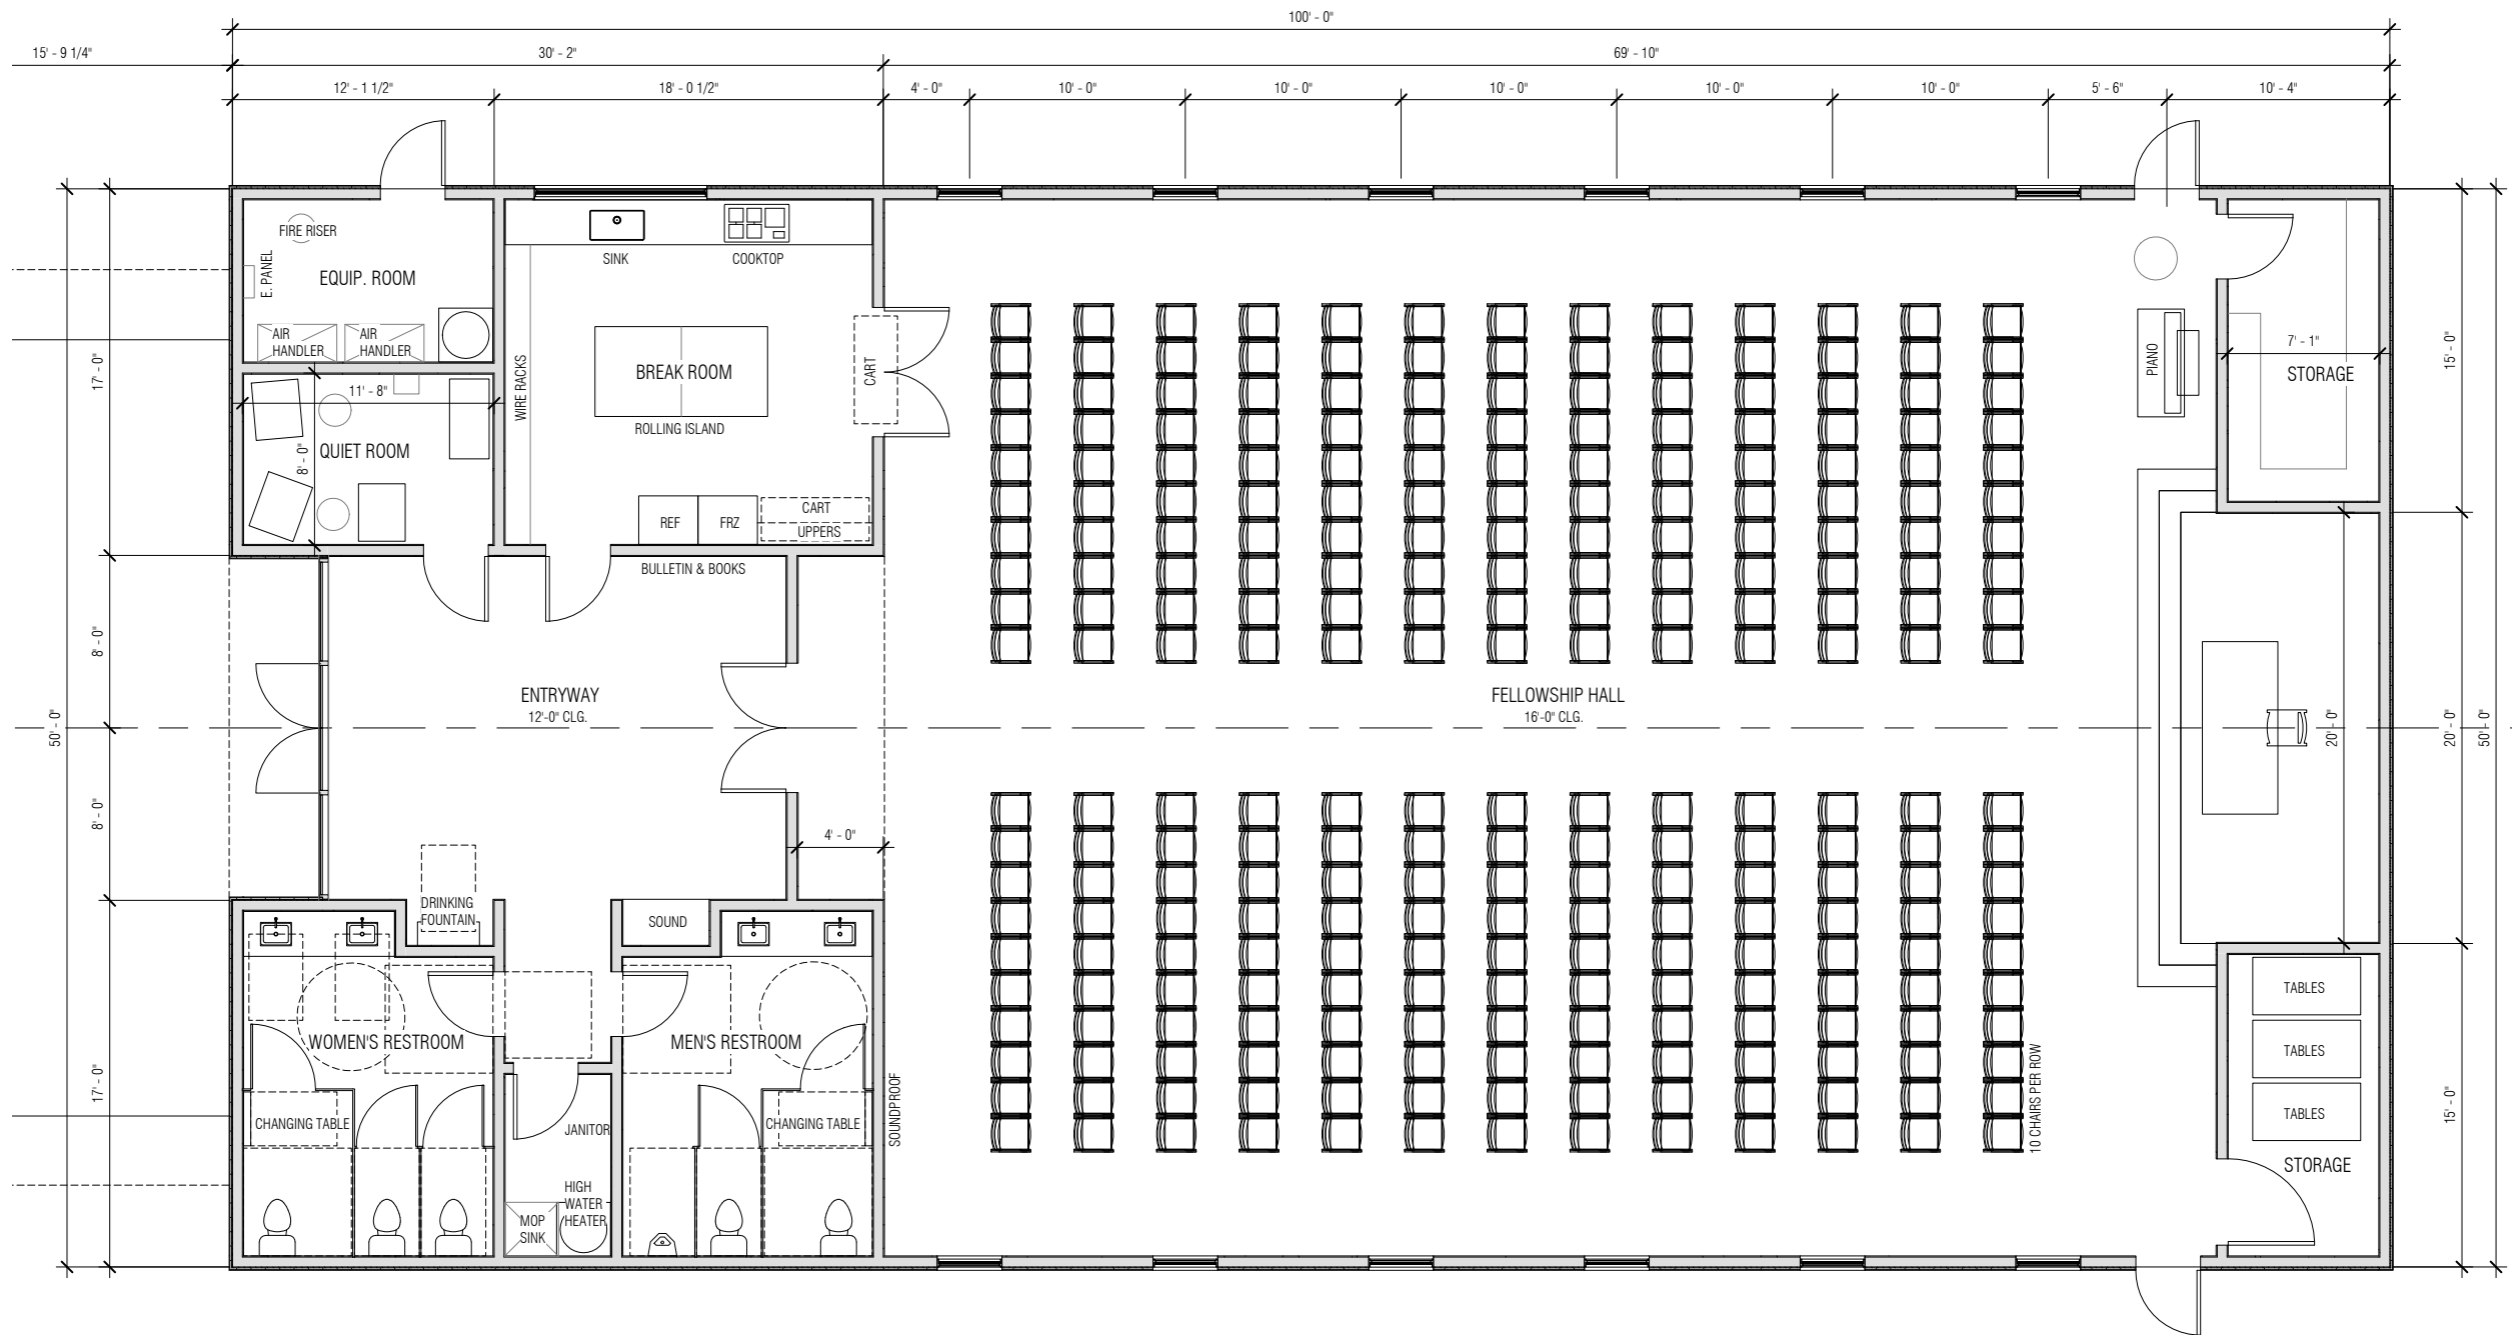 100' - 0"
15' - 9 1/4"
30' - 2"
69' - 10"
12' - 1 1/2"
18' - 0 1/2"
4' - 0"
10' - 0"
10' - 0"
10' - 0"
10' - 0"
10' - 0"
5' - 6"
10' - 4"
FIRE RISER
E. PANEL
EQUIP. ROOM
AIR
HANDLER
AIR
HANDLER
SINK
COOKTOP
WIRE RACKS
BREAK ROOM
ROLLING ISLAND
CART
17' - 0"
11' - 8"
QUIET ROOM
8' - 0"
REF
FRZ
CART
UPPERS
BULLETIN & BOOKS
PIANO
7' - 1"
STORAGE
15' - 0"
8' - 0"
50' - 0"
8' - 0"
ENTRYWAY
12'-0" CLG.
FELLOWSHIP HALL
16'-0" CLG.
20' - 0"
20' - 0"
50' - 0"
4' - 0"
DRINKING
FOUNTAIN
SOUND
WOMEN'S RESTROOM
MEN'S RESTROOM
17' - 0"
CHANGING TABLE
JANITOR
CHANGING TABLE
SOUNDPROOF
HIGH
WATER
HEATER
MOP
SINK
10 CHAIRS PER ROW
TABLES
TABLES
TABLES
STORAGE
15' - 0"